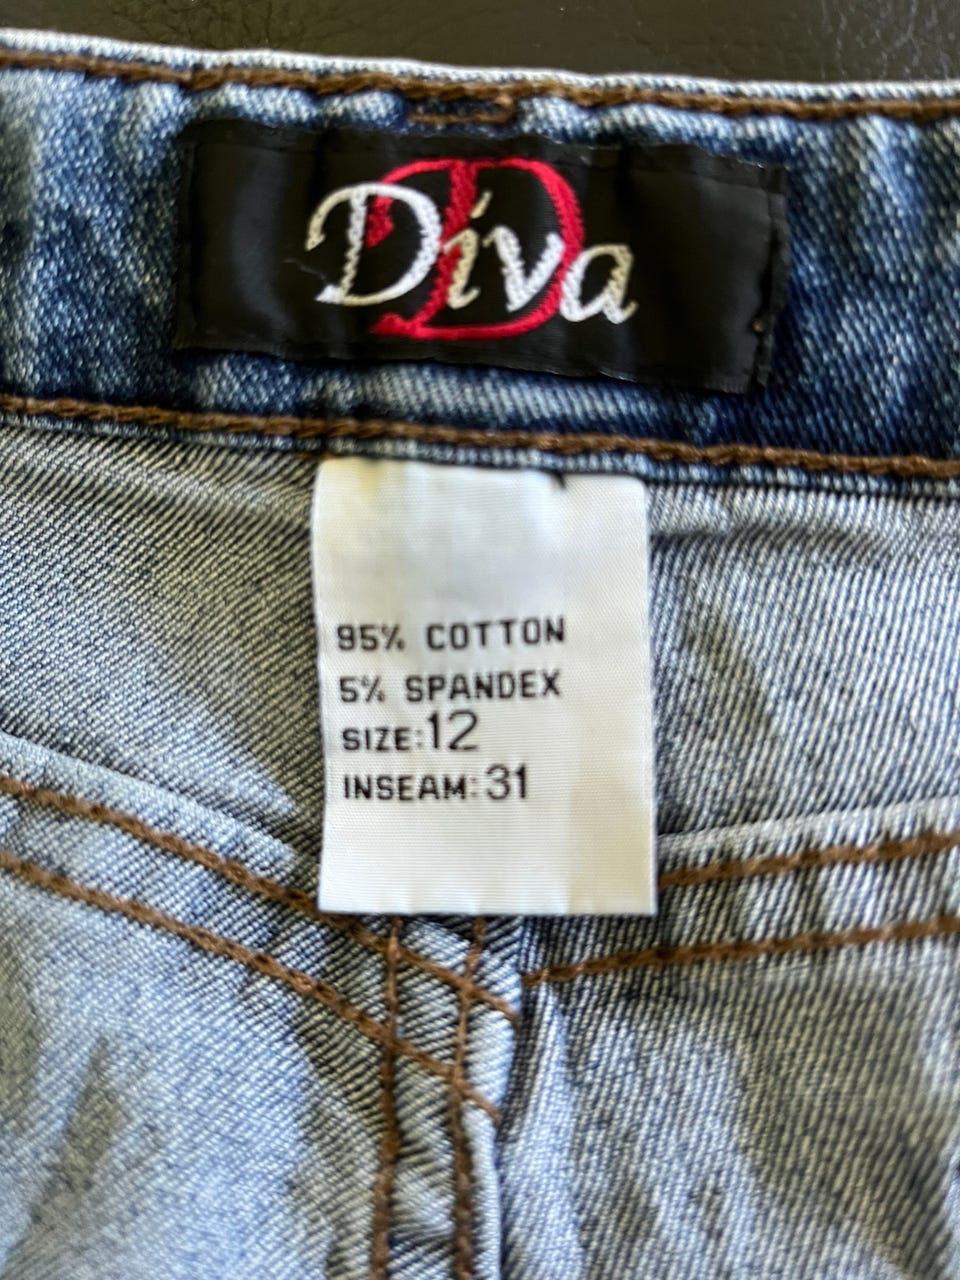 Diva
95% COTTON
5% SPANDEX
SIZE:12
INSEAM:31